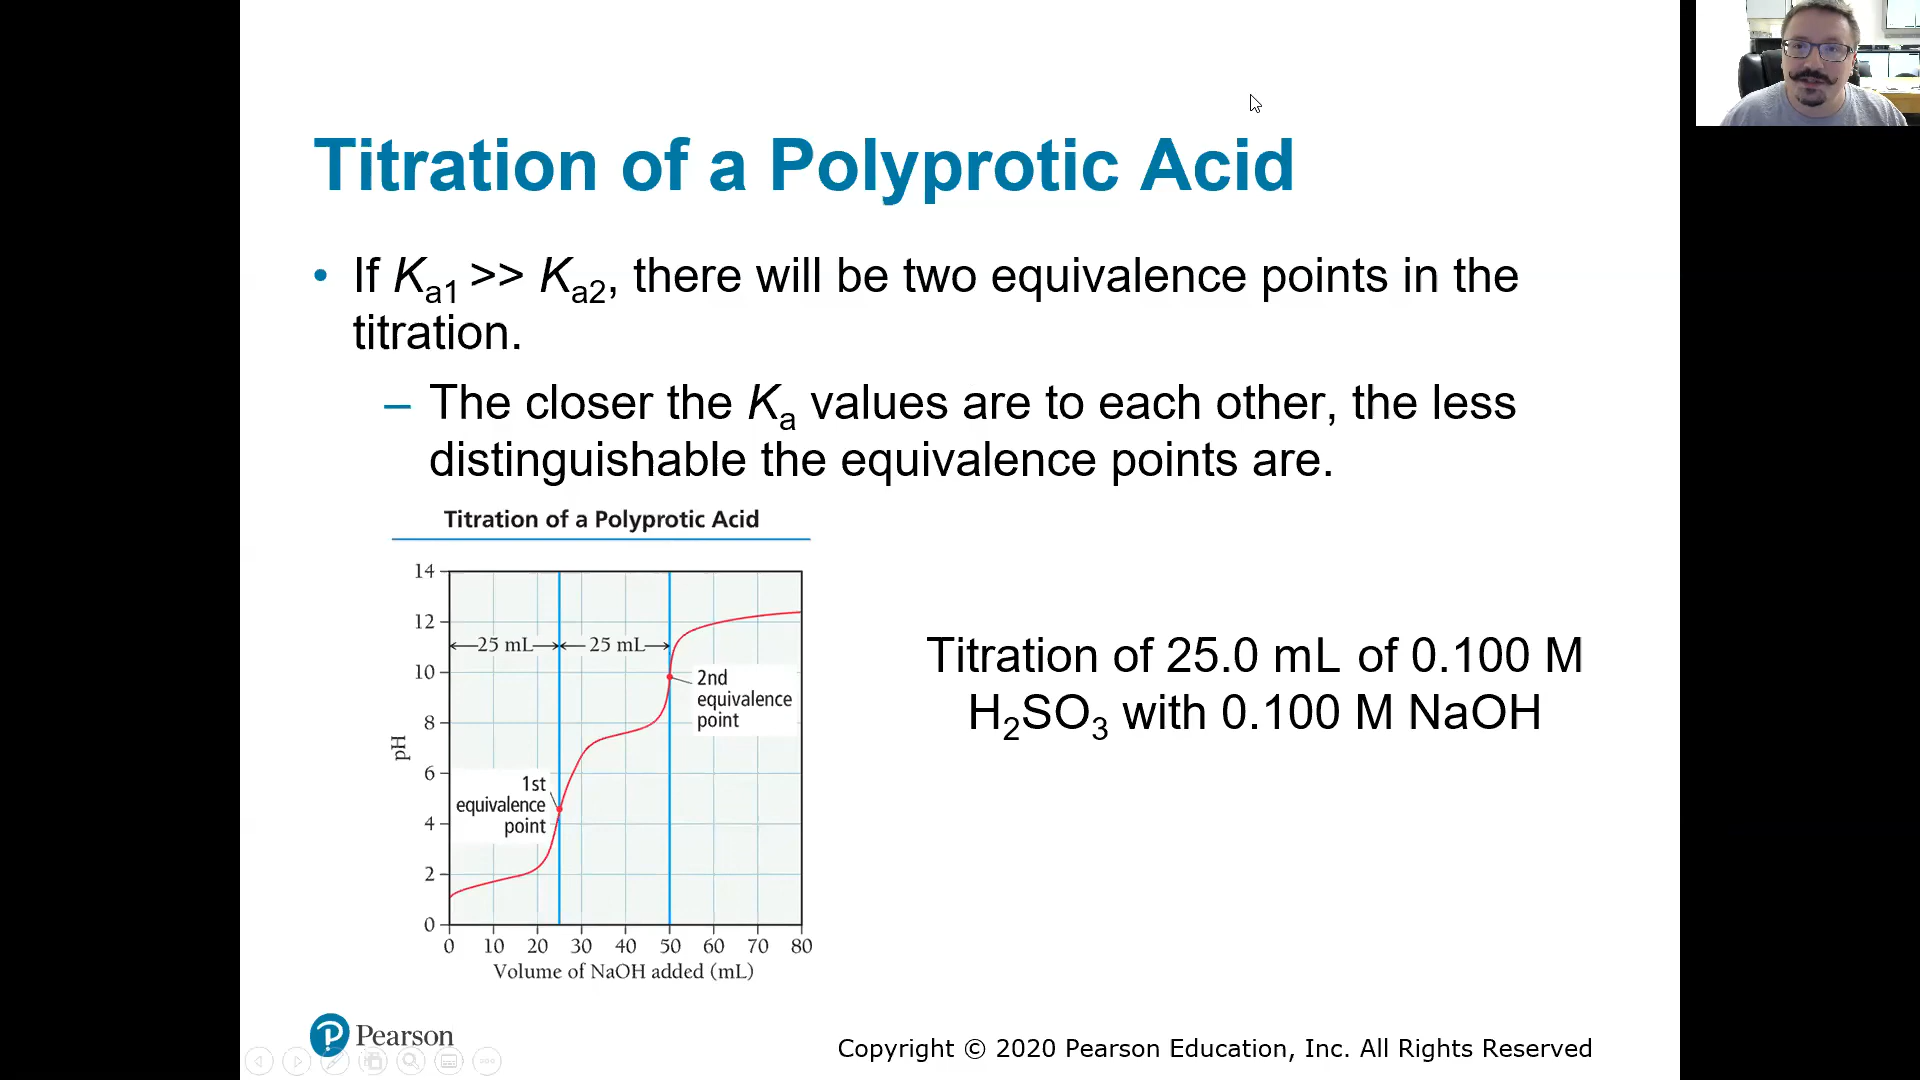 Titration of a Polyprotic Acid
• If Ka1 >> Ka2, there will be two equivalence points in the
titration.
– The closer the Ka values are to each other, the less
distinguishable the equivalence points are.
Titration of a Polyprotic Acid
14
12
10
8
6
4
2
0
pH
25 mL
25 mL
2nd
equivalence
point
1st
equivalence
point
0 10 20 30 40 50 60 70 80
Volume of NaOH added (mL)
Titration of 25.0 mL of 0.100 M
H2SO3 with 0.100 M NaOH
P Pearson
Copyright © 2020 Pearson Education, Inc. All Rights Reserved